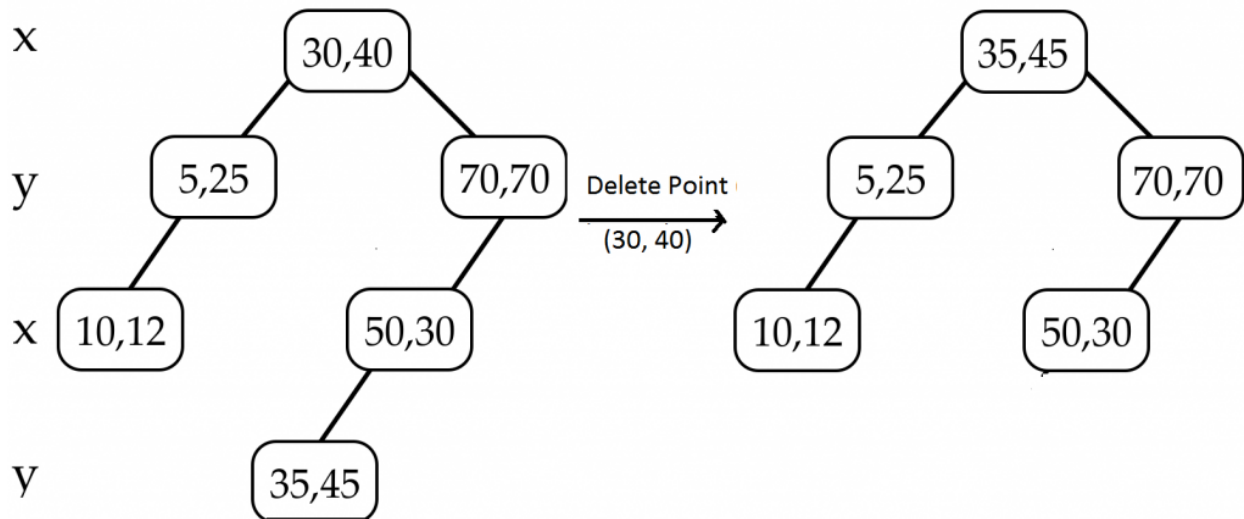 x 30,40 35,45
y 5,25 70,70 Delete Point 5,25 70,70
(30, 40)
x 10,12 50,30 10,12 50,30
y 35,45